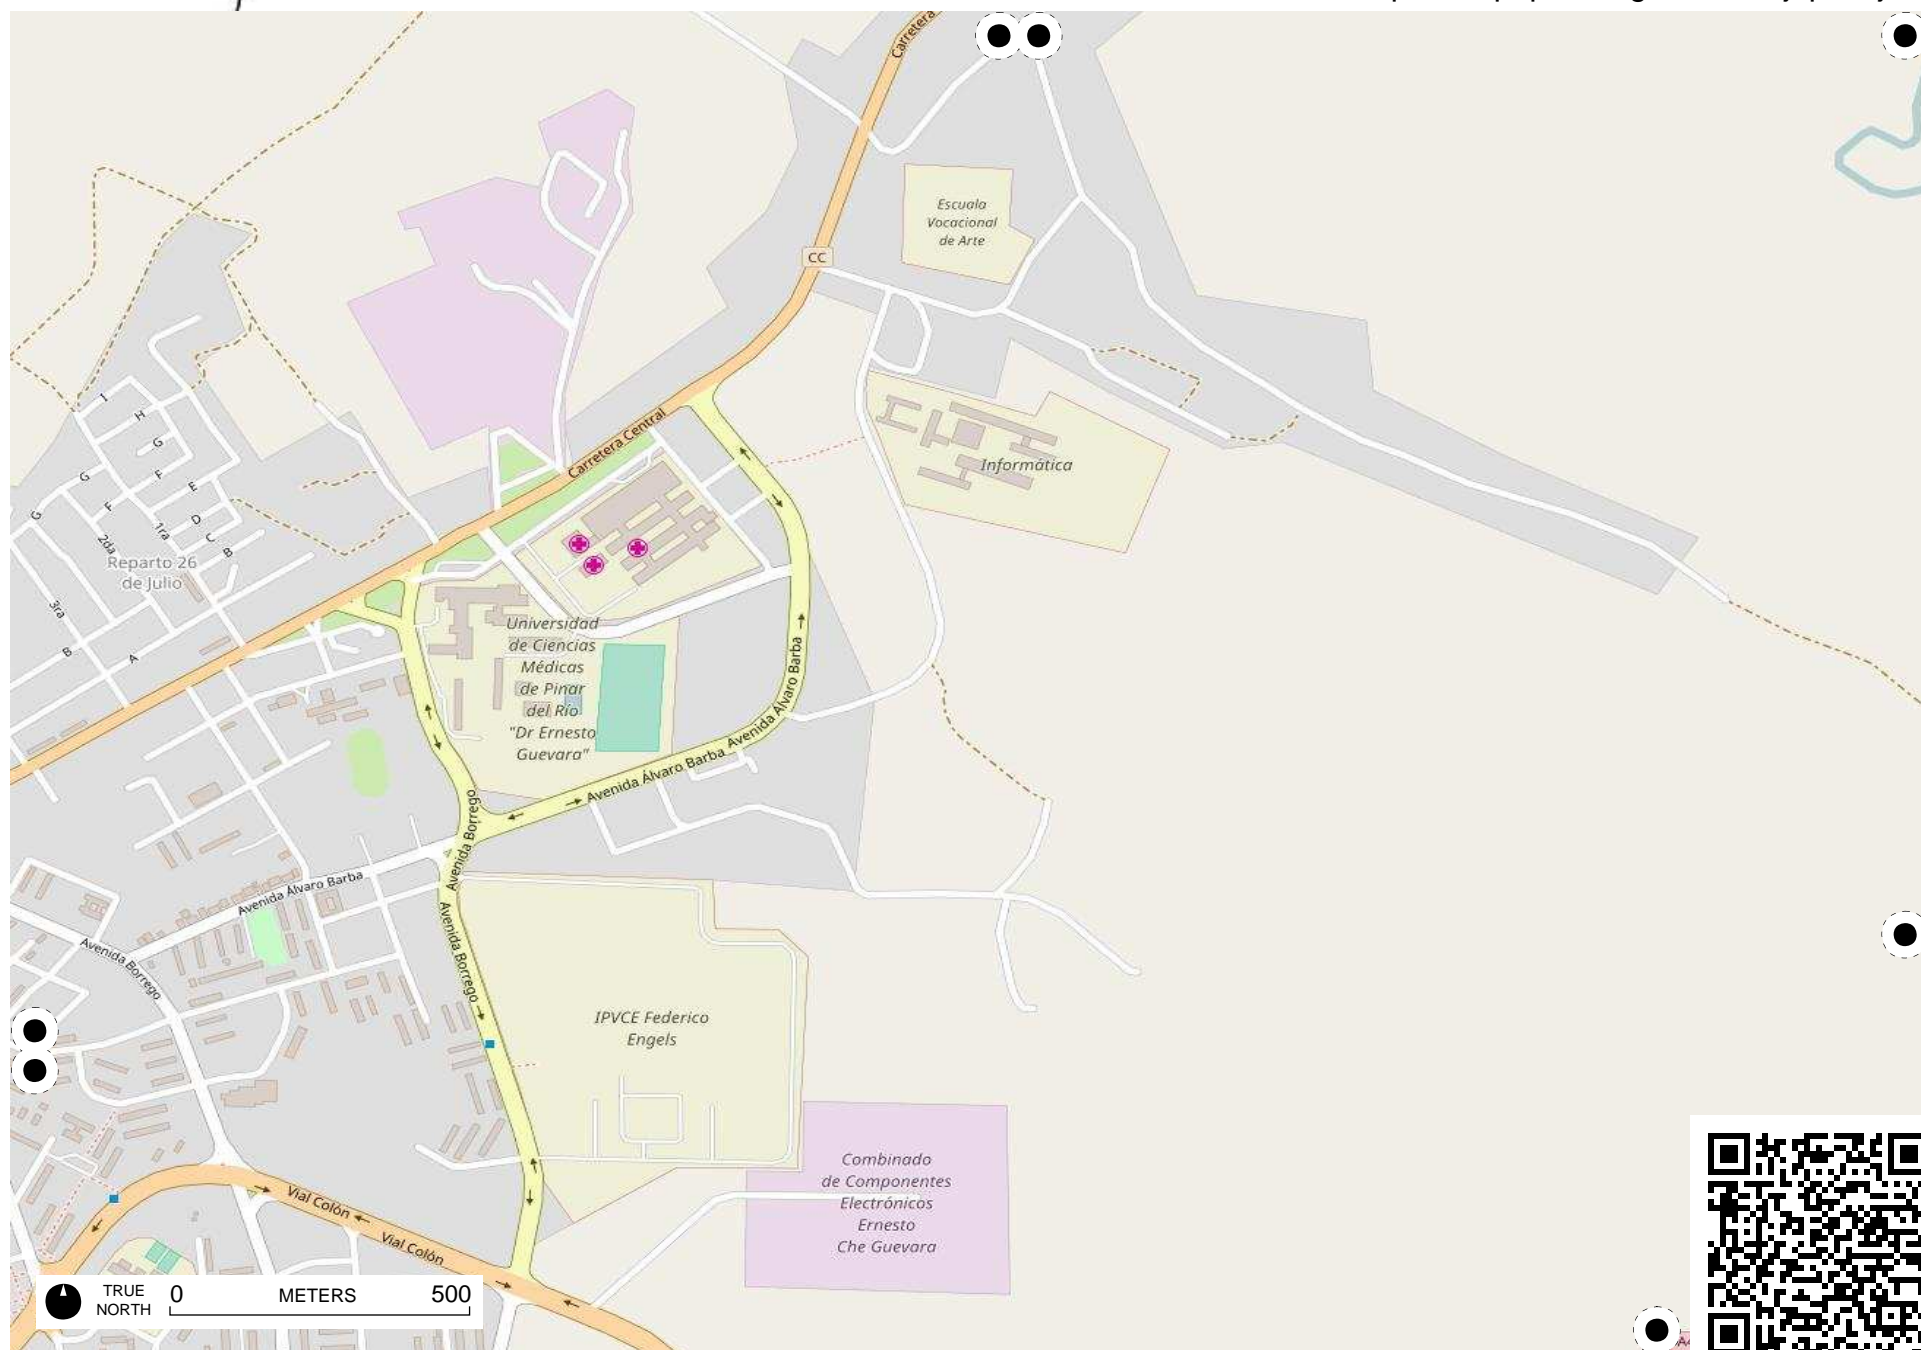 Carretera
Escuala
Vocacional
de Arte
CC
I
H
G
F
E
D
C
B
G
G
F
1ra
2da
3ra
B
A
Carretera Central
Informática
Reparto 26
de Julio
Universidad
de Ciencias
Médicas
de Pinar
del Río
"Dr Ernesto
Guevara"
Avenida Álvaro Barba
Avenida Álvaro Barba
Avenida Álvaro Barba
Avenida Borrego
Avenida Borrego
Avenida Borrego
IPVCE Federico
Engels
Combinado
de Componentes
Electrónicos
Ernesto
Che Guevara
Vial Colón
Vial Colón
TRUE
NORTH
0 METERS 500